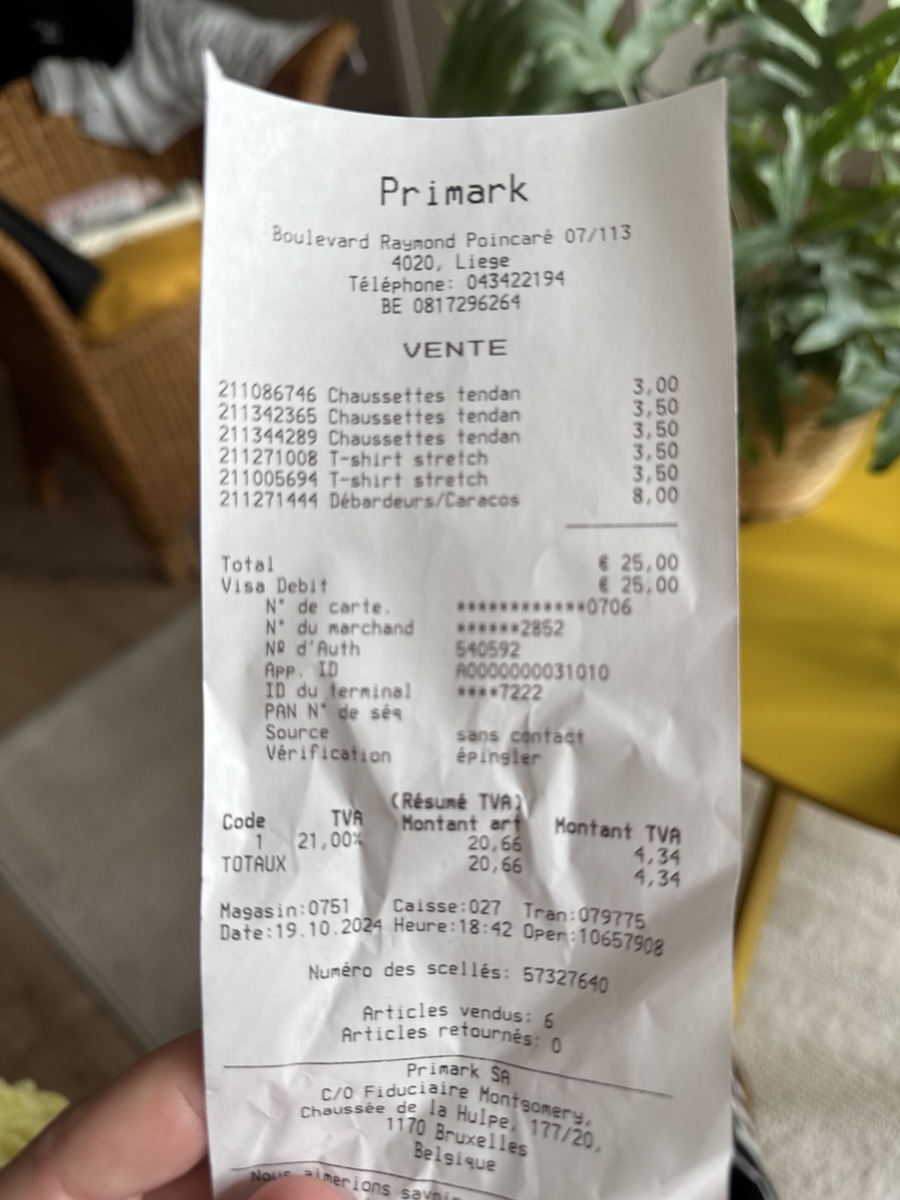 Primark
Boulevard Raymond Poincaré 07/113
4020, Liege
Téléphone: 043422194
BE 0817296264
VENTE
211086746 Chaussettes tendan 3,00
211342365 Chaussettes tendan 3,50
211344289 Chaussettes tendan 3,50
211271008 T-shirt stretch 3,50
211005694 T-shirt stretch 3,50
211271444 Débardeurs/Caracos 8,00
Total € 25,00
Visa Debit € 25,00
N° de carte. ************0706
N° du marchand ******2852
Nº d'Auth 540592
App. ID A0000000031010
ID du terminal ****7222
PAN N° de séq
Source sans contact
Vérification épingler
(Résumé TVA)
Code TVA Montant art Montant TVA
1 21,00% 20,66 4,34
TOTAUX 20,66 4,34
Magasin:0751 Caisse:027 Tran:079775
Date:19.10.2024 Heure:18:42 Oper:10657908
Numéro des scellés: 57327640
Articles vendus: 6
Articles retournés: 0
Primark SA
C/O Fiduciaire Montgomery,
Chaussée de la Hulpe, 177/20,
1170 Bruxelles
Belgique
Nous aimerions savoir